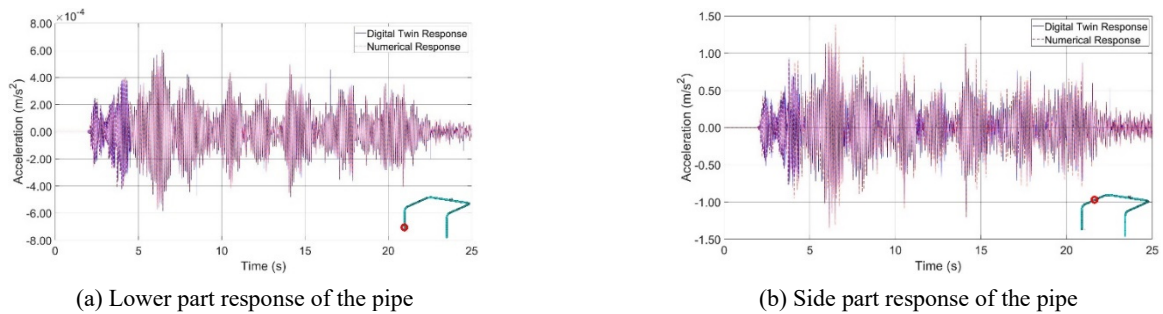 ×10⁻⁴
8.00
6.00
4.00
2.00
0.00
-2.00
-4.00
-6.00
-8.00
Acceleration (m/s²)
Digital Twin Response
Numerical Response
0 5 10 15 20 25
Time (s)
(a) Lower part response of the pipe
1.50
1.00
0.50
0.00
-0.50
-1.00
-1.50
Acceleration (m/s²)
Digital Twin Response
Numerical Response
0 5 10 15 20 25
Time (s)
(b) Side part response of the pipe